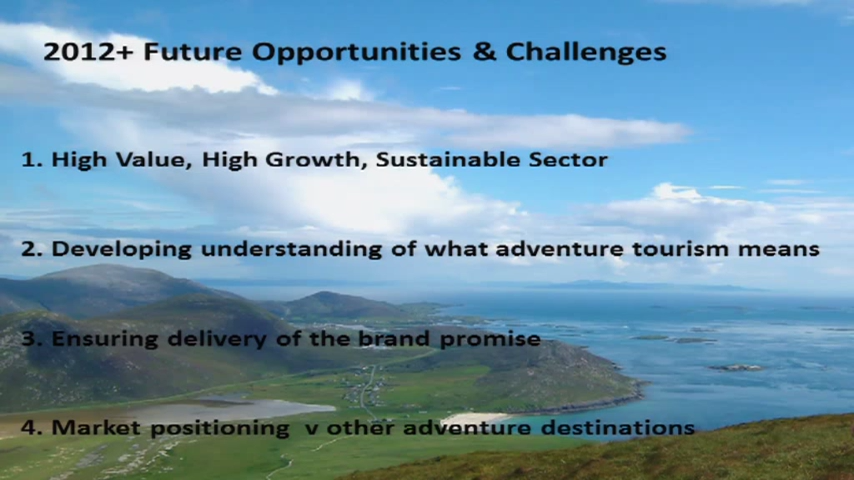 2012+ Future Opportunities & Challenges
1. High Value, High Growth, Sustainable Sector
2. Developing understanding of what adventure tourism means
3. Ensuring delivery of the brand promise
4. Market positioning v other adventure destinations